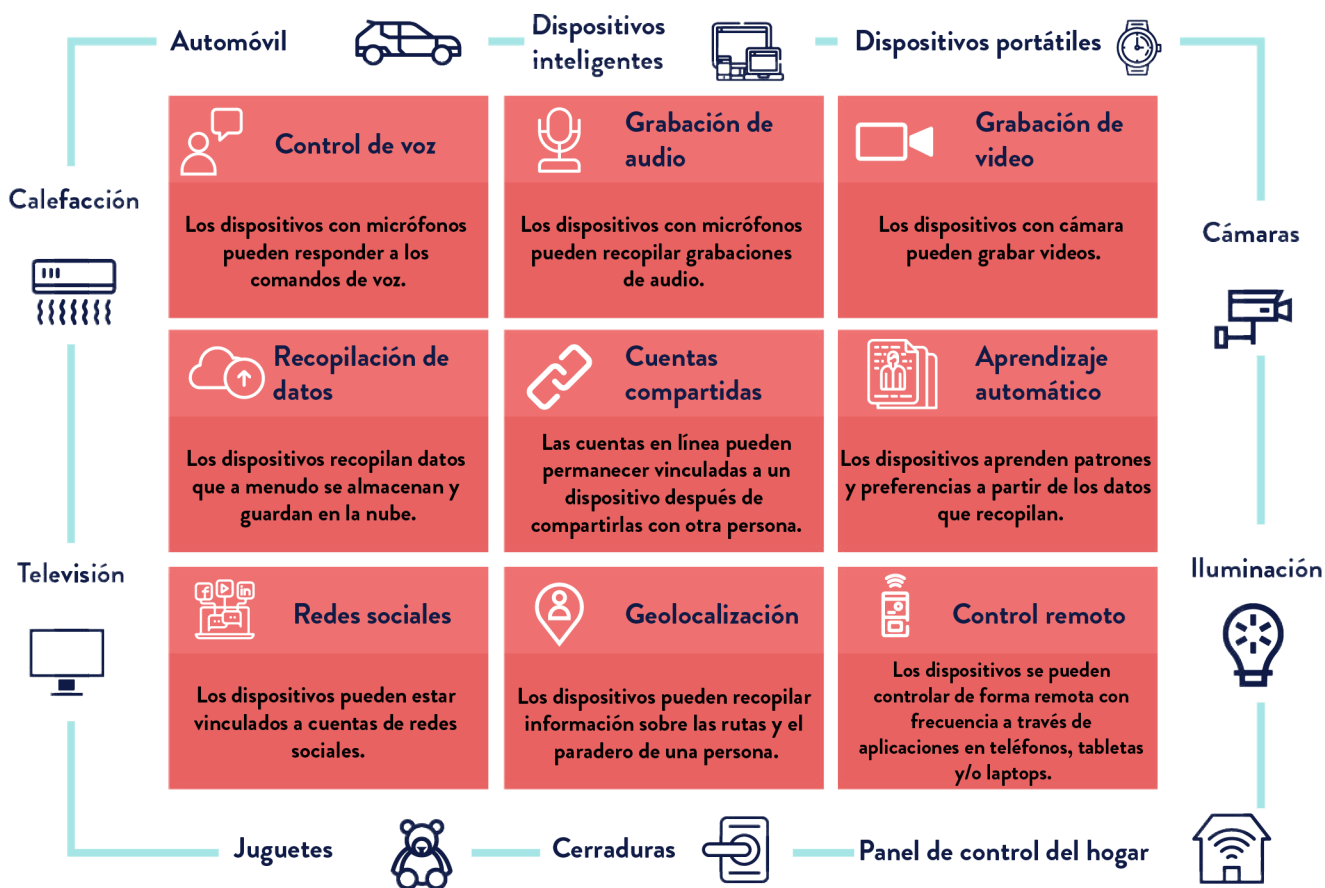 Automóvil
Dispositivos
inteligentes
Dispositivos portátiles
Calefacción
Cámaras
Control de voz
Los dispositivos con micrófonos
pueden responder a los
comandos de voz.
Grabación de
audio
Los dispositivos con micrófonos
pueden recopilar grabaciones
de audio.
Grabación de
video
Los dispositivos con cámara
pueden grabar videos.
Recopilación de
datos
Los dispositivos recopilan datos
que a menudo se almacenan y
guardan en la nube.
Cuentas
compartidas
Las cuentas en línea pueden
permanecer vinculadas a un
dispositivo después de
compartirlas con otra persona.
Aprendizaje
automático
Los dispositivos aprenden patrones
y preferencias a partir de los datos
que recopilan.
Televisión
Iluminación
Redes sociales
Los dispositivos pueden estar
vinculados a cuentas de redes
sociales.
Geolocalización
Los dispositivos pueden recopilar
información sobre las rutas y el
paradero de una persona.
Control remoto
Los dispositivos se pueden
controlar de forma remota con
frecuencia a través de
aplicaciones en teléfonos, tabletas
y/o laptops.
Juguetes
Cerraduras
Panel de control del hogar